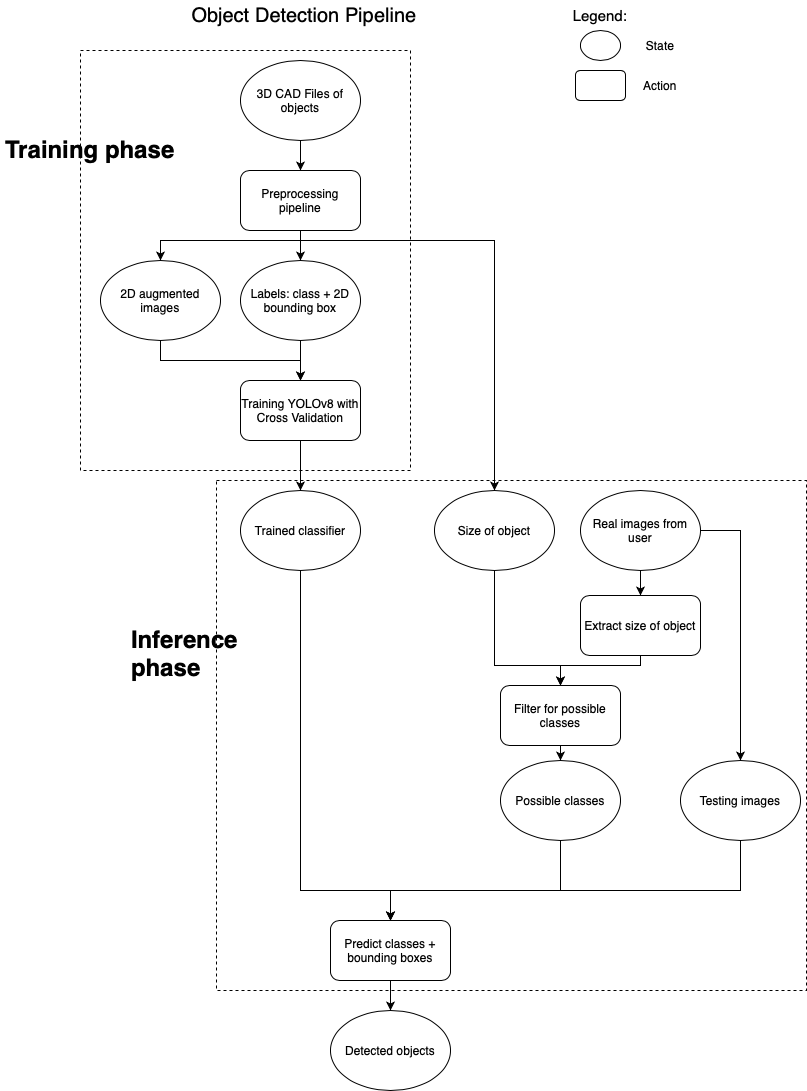 Object Detection Pipeline
Legend:
State
Action
Training phase
3D CAD Files of
objects
Preprocessing
pipeline
2D augmented
images
Labels: class + 2D
bounding box
Training YOLOv8 with
Cross Validation
Inference
phase
Trained classifier
Size of object
Real images from
user
Extract size of object
Filter for possible
classes
Possible classes
Testing images
Predict classes +
bounding boxes
Detected objects